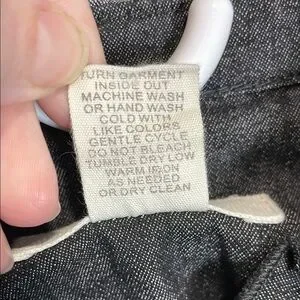 TURN GARMENT
INSIDE OUT
MACHINE WASH
OR HAND WASH
COLD WITH
LIKE COLORS
GENTLE CYCLE
DO NOT BLEACH
TUMBLE DRY LOW
WARM IRON
AS NEEDED
OR DRY CLEAN